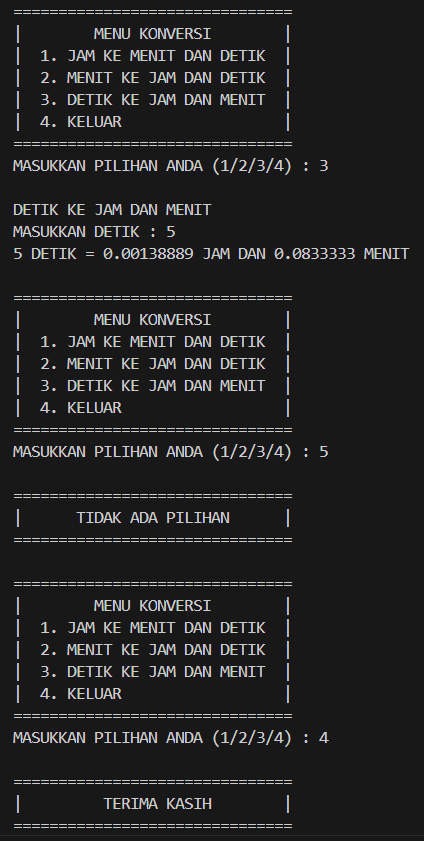 ===============================
|        MENU KONVERSI        |
|  1. JAM KE MENIT DAN DETIK  |
|  2. MENIT KE JAM DAN DETIK  |
|  3. DETIK KE JAM DAN MENIT  |
|  4. KELUAR                  |
===============================
MASUKKAN PILIHAN ANDA (1/2/3/4) : 3
DETIK KE JAM DAN MENIT
MASUKKAN DETIK : 5
5 DETIK = 0.00138889 JAM DAN 0.0833333 MENIT
===============================
|        MENU KONVERSI        |
|  1. JAM KE MENIT DAN DETIK  |
|  2. MENIT KE JAM DAN DETIK  |
|  3. DETIK KE JAM DAN MENIT  |
|  4. KELUAR                  |
===============================
MASUKKAN PILIHAN ANDA (1/2/3/4) : 5
===============================
|      TIDAK ADA PILIHAN      |
===============================
===============================
|        MENU KONVERSI        |
|  1. JAM KE MENIT DAN DETIK  |
|  2. MENIT KE JAM DAN DETIK  |
|  3. DETIK KE JAM DAN MENIT  |
|  4. KELUAR                  |
===============================
MASUKKAN PILIHAN ANDA (1/2/3/4) : 4
===============================
|         TERIMA KASIH        |
===============================